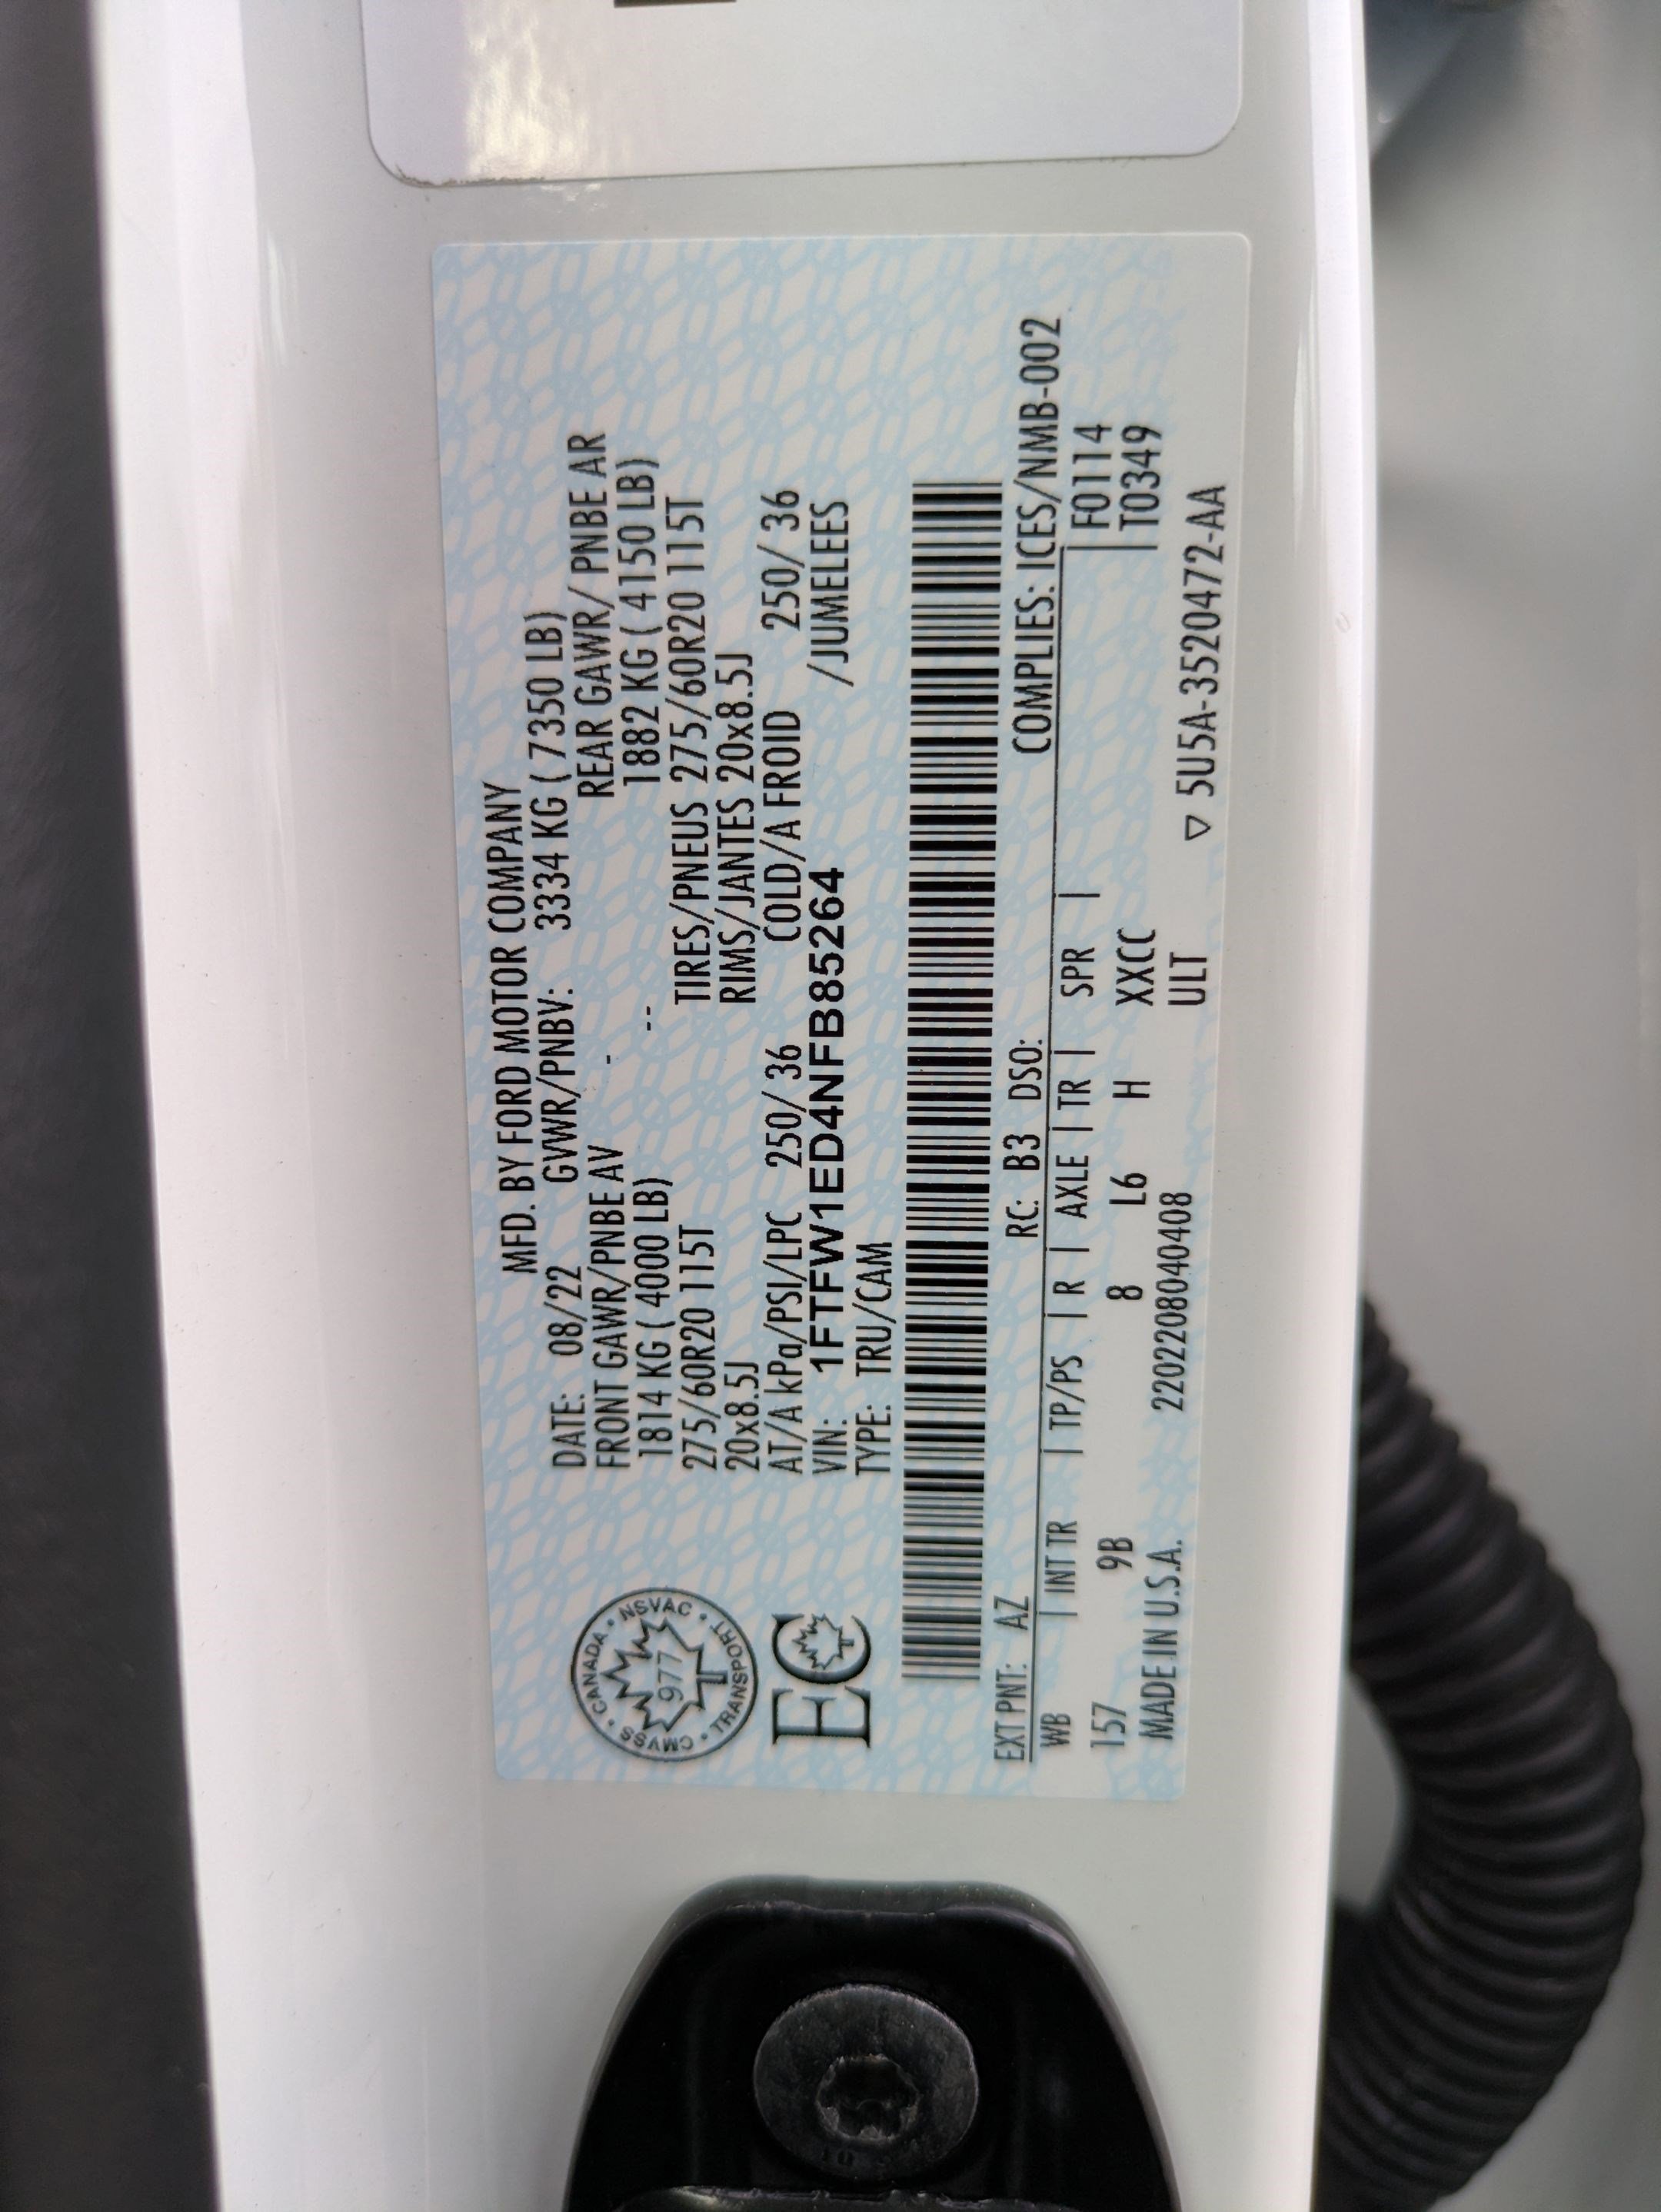 MFD. BY FORD MOTOR COMPANY
DATE: 08/22 GVWR/PNBV: 3334 KG ( 7350 LB)
FRONT GAWR/PNBE AV - REAR GAWR/ PNBE AR
1814 KG ( 4000 LB) -- 1882 KG ( 4150 LB)
275/60R20 115T TIRES/PNEUS 275/60R20 115T
20x8.5J RIMS/JANTES 20x8.5J
AT/A kPa/PSI/LPC 250/ 36 COLD/A FROID 250/ 36
VIN: 1FTFW1ED4NFB85264 /JUMELEES
TYPE: TRU/CAM
CANADA • NSVAC • TRANSPORT • CMVSS •
977
EC
COMPLIES: ICES/NMB-002
EXT PNT: AZ RC: B3 DSO:
WB | INT TR | TP/PS | R | AXLE | TR | SPR | F0114
157 9B 8 L6 H XXCC T0349
ULT
MADE IN U.S.A. 220220804040​8 ▽ 5U5A-3520472-AA